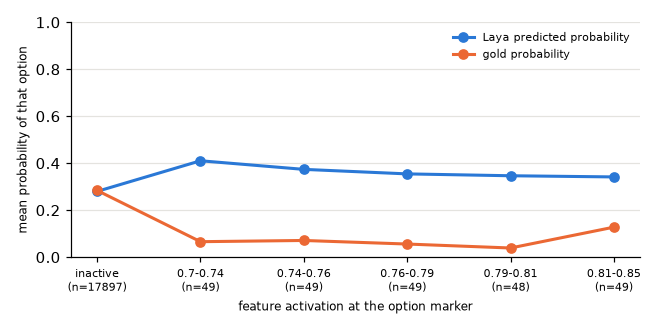 1.0
0.8
0.6
0.4
0.2
0.0
mean probability of that option
Laya predicted probability
gold probability
inactive
(n=17897)
0.7-0.74
(n=49)
0.74-0.76
(n=49)
0.76-0.79
(n=49)
0.79-0.81
(n=48)
0.81-0.85
(n=49)
feature activation at the option marker